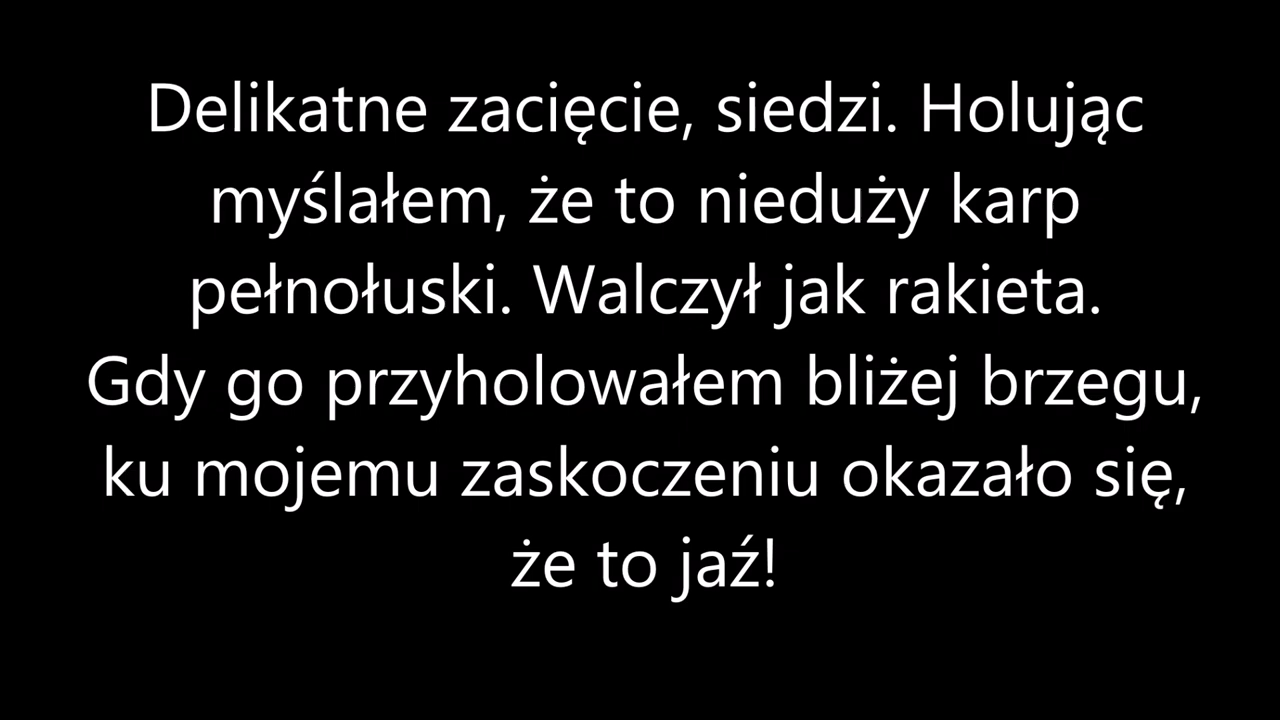 Delikatne zacięcie, siedzi. Holując
myślałem, że to nieduży karp
pełnołuski. Walczył jak rakieta.
Gdy go przyholowałem bliżej brzegu,
ku mojemu zaskoczeniu okazało się,
że to jaź!